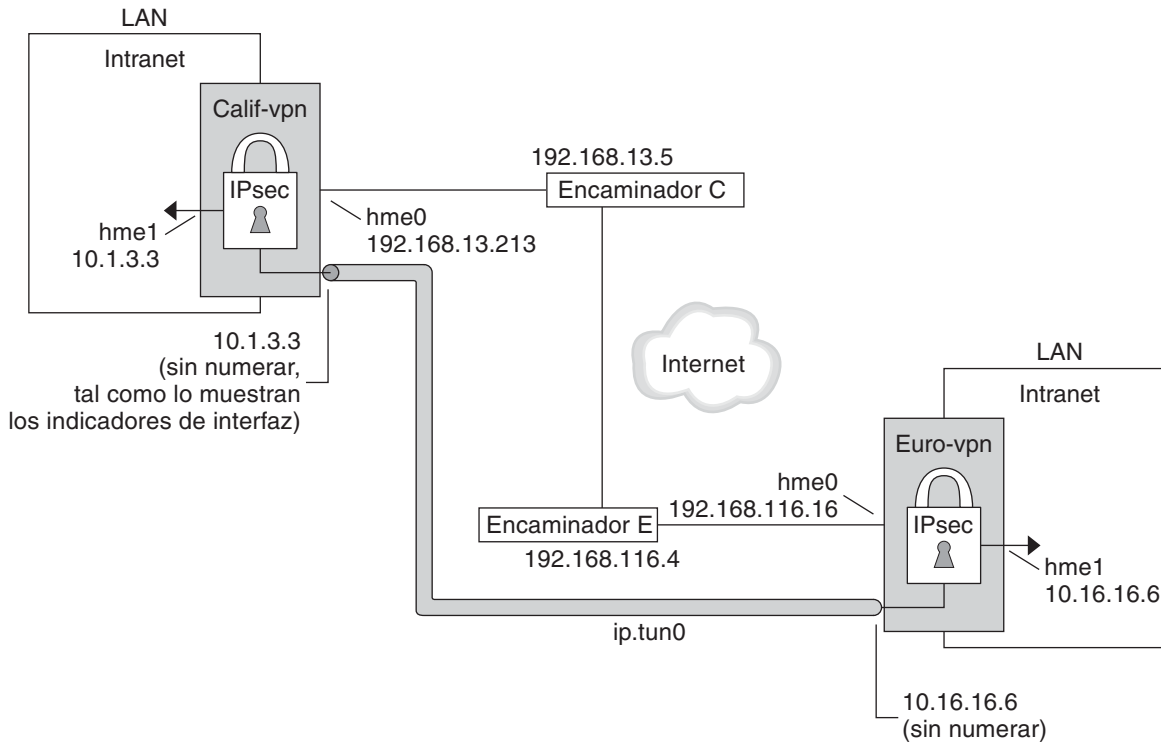 LAN
Intranet
Calif-vpn
IPsec
hme1
10.1.3.3
hme0
192.168.13.213
192.168.13.5
Encaminador C
10.1.3.3
(sin numerar,
tal como lo muestran
los indicadores de interfaz)
Internet
LAN
Intranet
Euro-vpn
IPsec
hme0
192.168.116.16
Encaminador E
192.168.116.4
hme1
10.16.16.6
ip.tun0
10.16.16.6
(sin numerar)